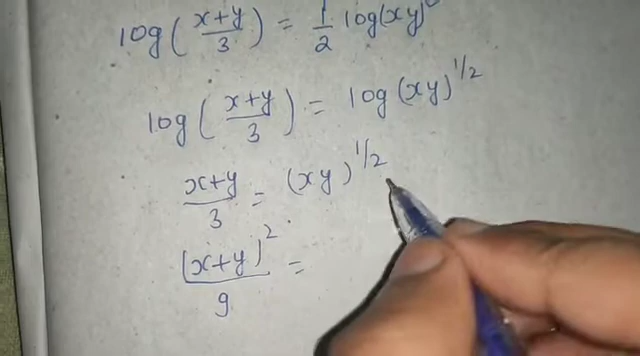 log(x+y/3) = 1/2 log(xy)
log(x+y/3) = log(xy)^1/2
x+y/3 = (xy)^1/2
(x+y)^2/9 =